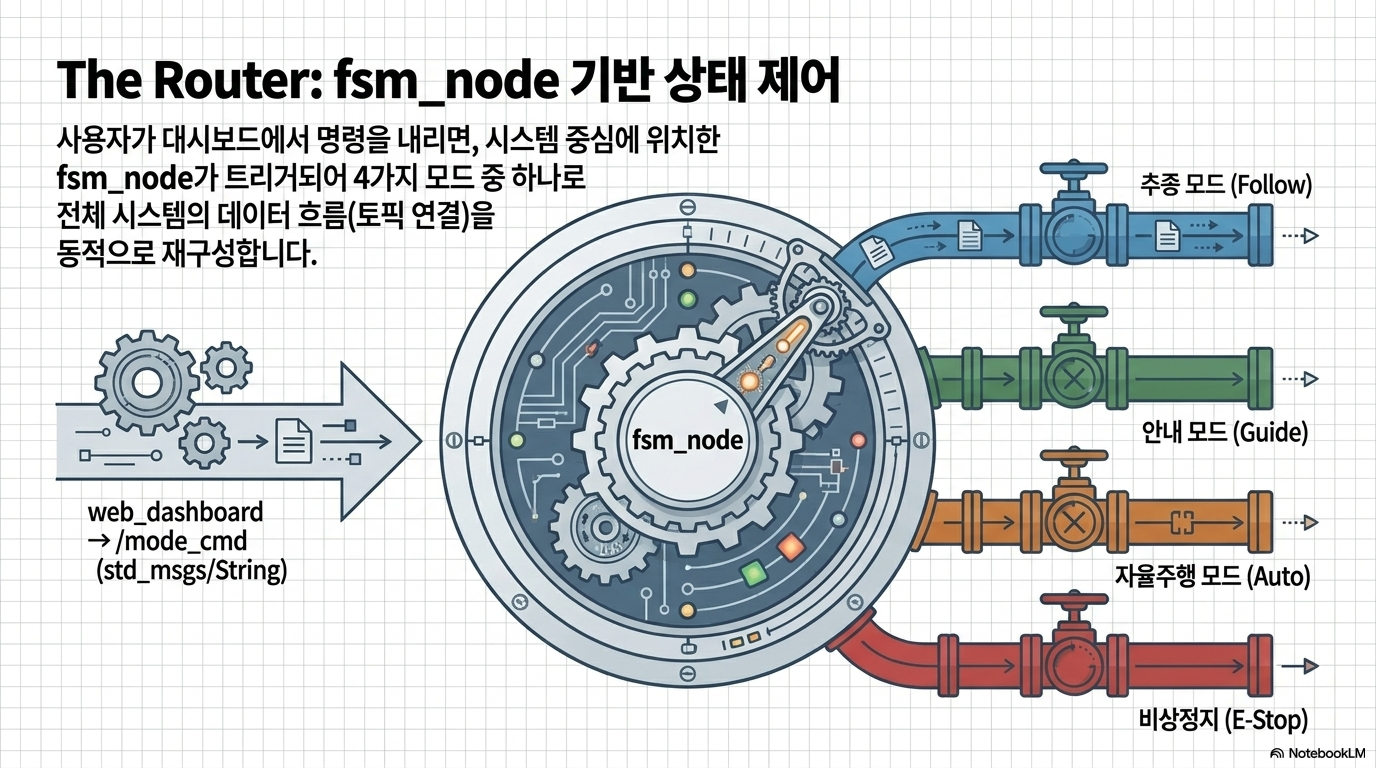 The Router: fsm_node 기반 상태 제어
사용자가 대시보드에서 명령을 내리면, 시스템 중심에 위치한
fsm_node가 트리거되어 4가지 모드 중 하나로
전체 시스템의 데이터 흐름(토픽 연결)을
동적으로 재구성합니다.
web_dashboard
→ /mode_cmd
(std_msgs/String)
fsm_node
추종 모드 (Follow)
안내 모드 (Guide)
자율주행 모드 (Auto)
비상정지 (E-Stop)
NotebookLM